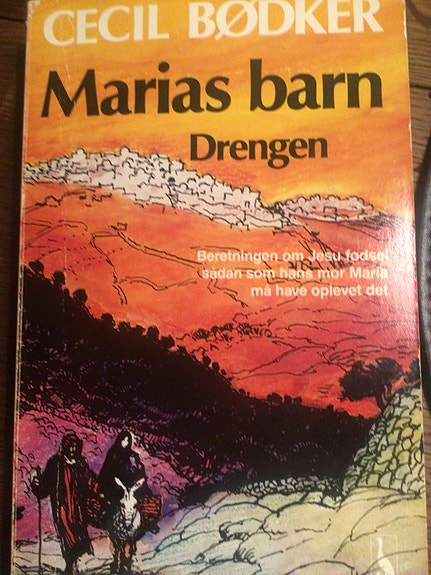 CECIL BØDKER
Marias barn
Drengen
Beretningen om Jesu fødsel
sådan som hans mor Maria
må have oplevet det